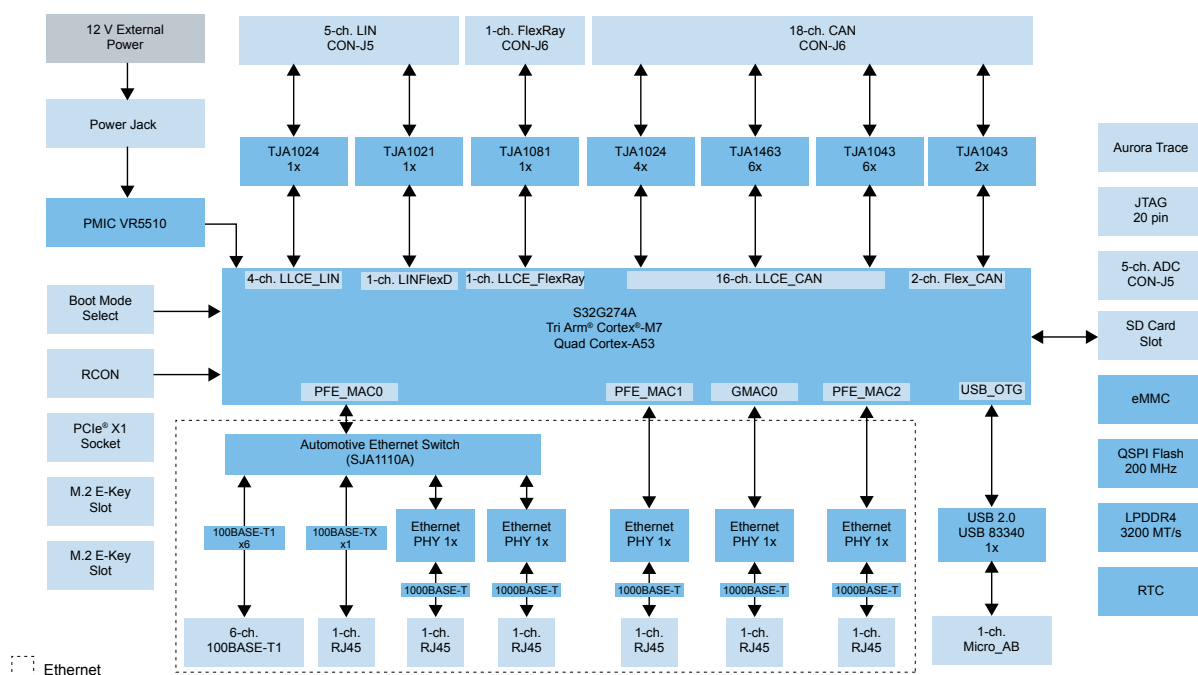 12 V External
Power
5-ch. LIN
CON-J5
1-ch. FlexRay
CON-J6
18-ch. CAN
CON-J6
Power Jack
TJA1024
1x
TJA1021
1x
TJA1081
1x
TJA1024
4x
TJA1463
6x
TJA1043
6x
TJA1043
2x
Aurora Trace
JTAG
20 pin
PMIC VR5510
5-ch. ADC
CON-J5
4-ch. LLCE_LIN
1-ch. LINFlexD
1-ch. LLCE_FlexRay
16-ch. LLCE_CAN
2-ch. Flex_CAN
Boot Mode
Select
S32G274A
Tri Arm® Cortex®-M7
Quad Cortex-A53
SD Card
Slot
RCON
PFE_MAC0
PFE_MAC1
GMAC0
PFE_MAC2
USB_OTG
eMMC
PCIe® X1
Socket
Automotive Ethernet Switch
(SJA1110A)
QSPI Flash
200 MHz
M.2 E-Key
Slot
100BASE-T1
x6
100BASE-TX
x1
Ethernet
PHY 1x
Ethernet
PHY 1x
Ethernet
PHY 1x
Ethernet
PHY 1x
Ethernet
PHY 1x
USB 2.0
USB 83340
1x
LPDDR4
3200 MT/s
M.2 E-Key
Slot
1000BASE-T
1000BASE-T
1000BASE-T
1000BASE-T
1000BASE-T
RTC
6-ch.
100BASE-T1
1-ch.
RJ45
1-ch.
RJ45
1-ch.
RJ45
1-ch.
RJ45
1-ch.
RJ45
1-ch.
RJ45
1-ch.
Micro_AB
Ethernet